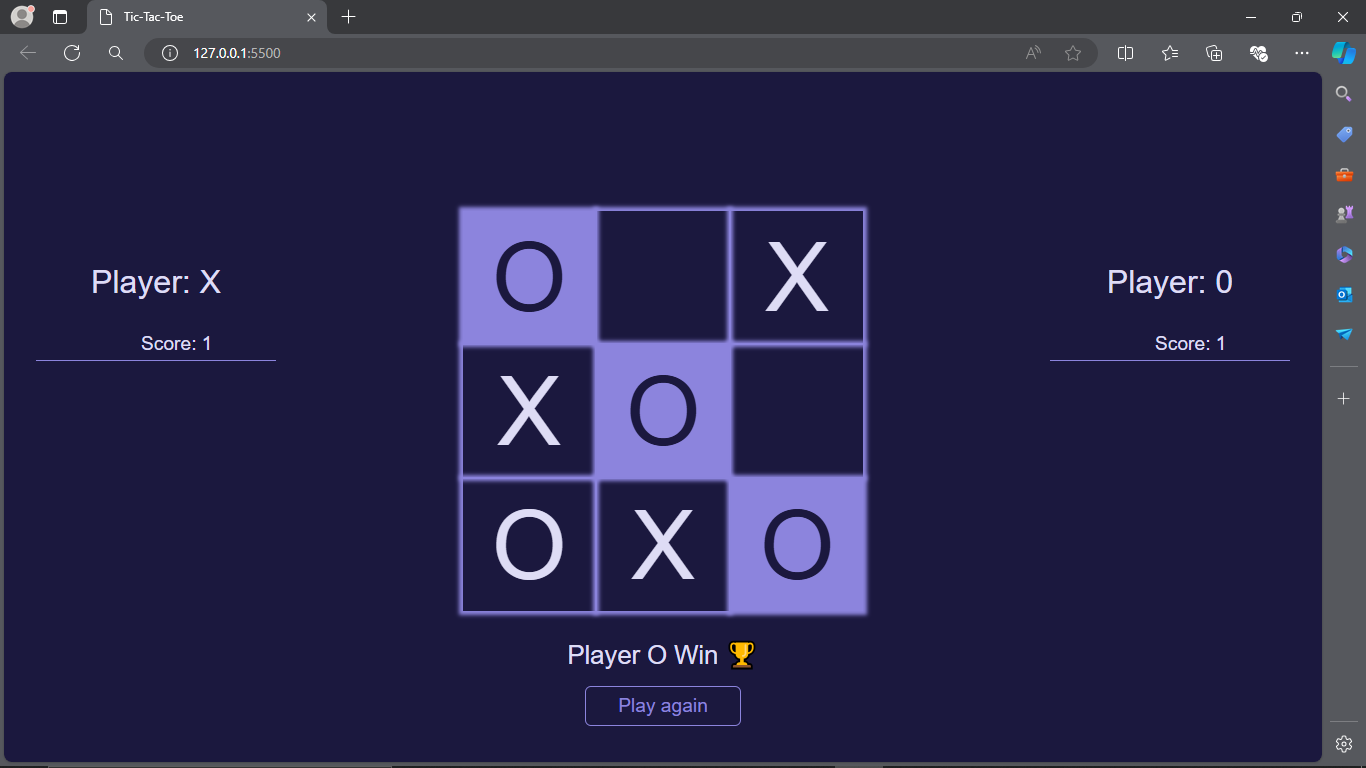 Tic-Tac-Toe
127.0.0.1:5500
Player: X
Score: 1
O X
X O
O X O
Player: 0
Score: 1
Player O Win 🏆
Play again